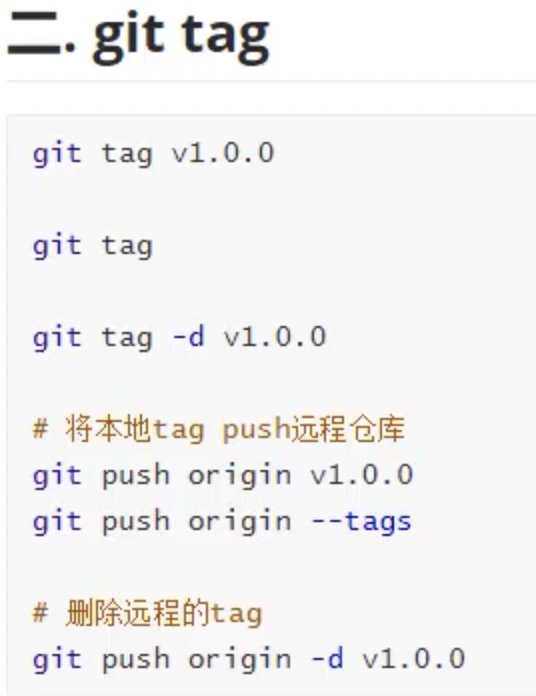 二. git tag
git tag v1.0.0
git tag
git tag -d v1.0.0
# 将本地tag push远程仓库
git push origin v1.0.0
git push origin --tags
# 删除远程的tag
git push origin -d v1.0.0